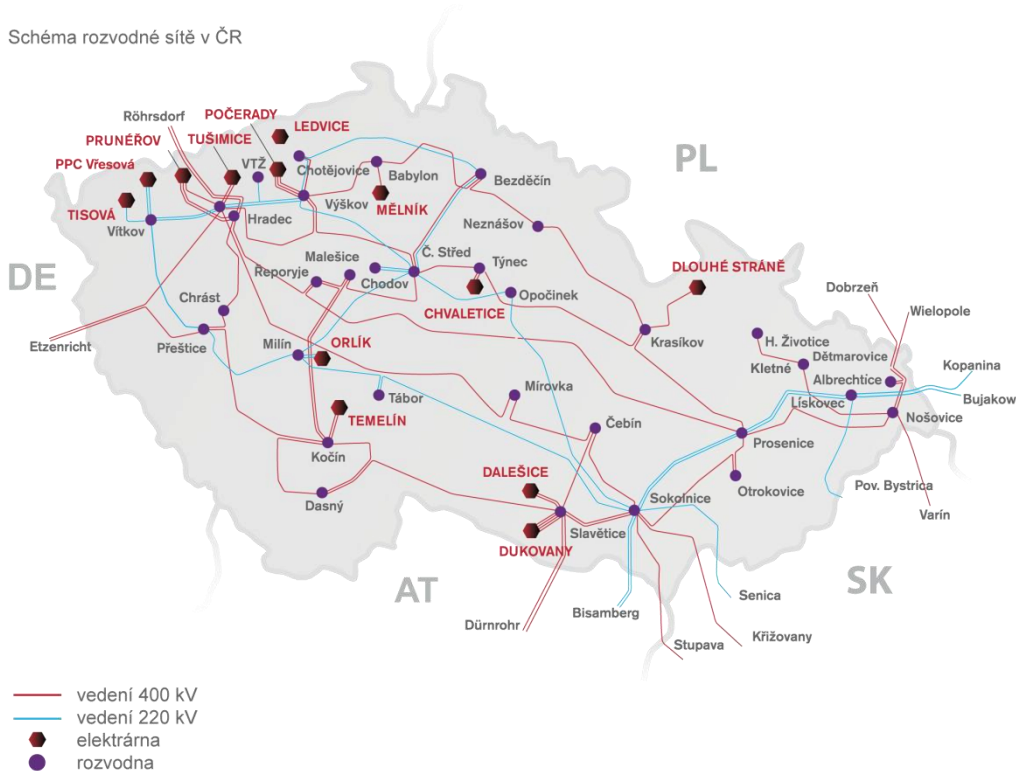 Schéma rozvodné sítě v ČR
Röhrsdorf
POČERADY
LEDVICE
PRUNÉŘOV
TUŠIMICE
PPC Vřesová
VTŽ
Chotějovice
Babylon
Bezděčín
PL
TISOVÁ
Vítkov
Hradec
Výškov
MĚLNÍK
Neznášov
DE
Malešice
Řeporyje
Chodov
Č. Střed
Týnec
DLOUHÉ STRÁNĚ
Dobrzeń
Chrást
CHVALETICE
Opočinek
Wielopole
Etzenricht
Přeštice
Milín
ORLÍK
Krasíkov
H. Životice
Kletné
Dětmarovice
Albrechtice
Kopanina
Tábor
Mírovka
Lískovec
Bujakow
TEMELÍN
Čebín
Nošovice
Kočín
Prosenice
DALEŠICE
Dasný
Sokolnice
Otrokovice
Pov. Bystrica
Varín
Slavětice
DUKOVANY
AT
SK
Dürnrohr
Bisamberg
Senica
Stupava
Křižovany
vedení 400 kV
vedení 220 kV
elektrárna
rozvodna